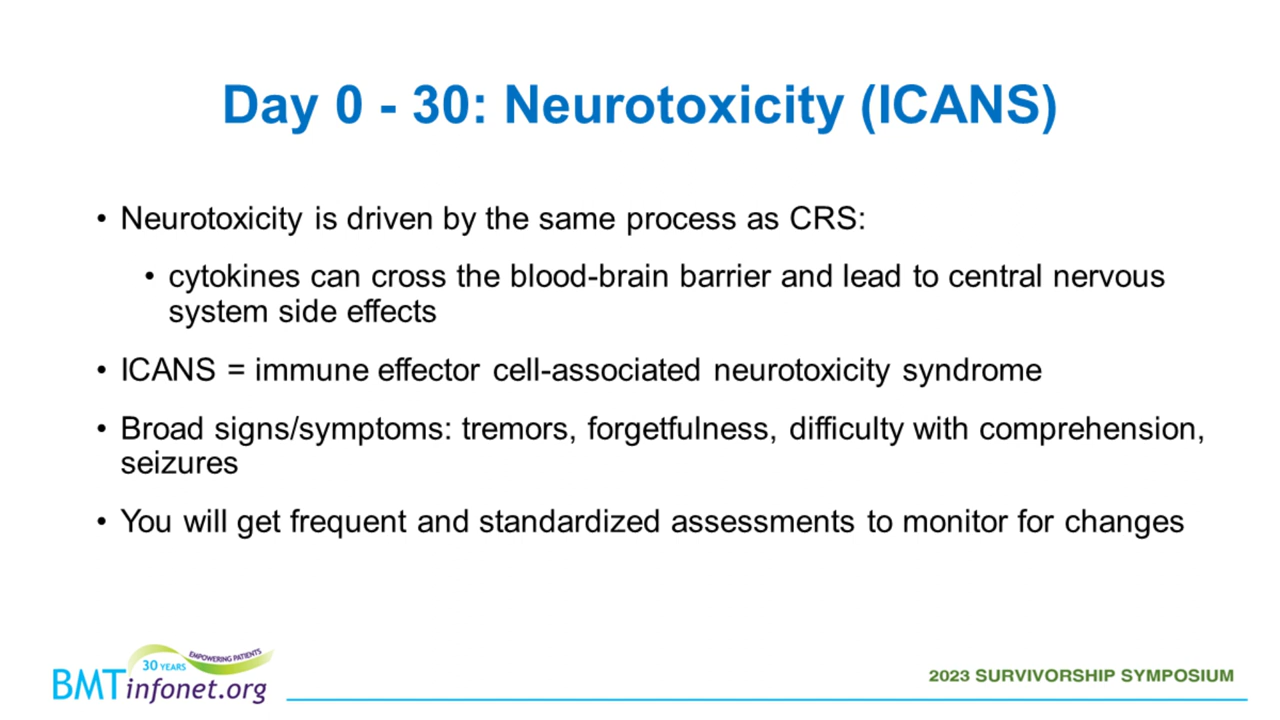 Day 0 - 30: Neurotoxicity (ICANS)
• Neurotoxicity is driven by the same process as CRS:
• cytokines can cross the blood-brain barrier and lead to central nervous
system side effects
• ICANS = immune effector cell-associated neurotoxicity syndrome
• Broad signs/symptoms: tremors, forgetfulness, difficulty with comprehension,
seizures
• You will get frequent and standardized assessments to monitor for changes
30 YEARS EMPOWERING PATIENTS
BMTinfonet.org
2023 SURVIVORSHIP SYMPOSIUM